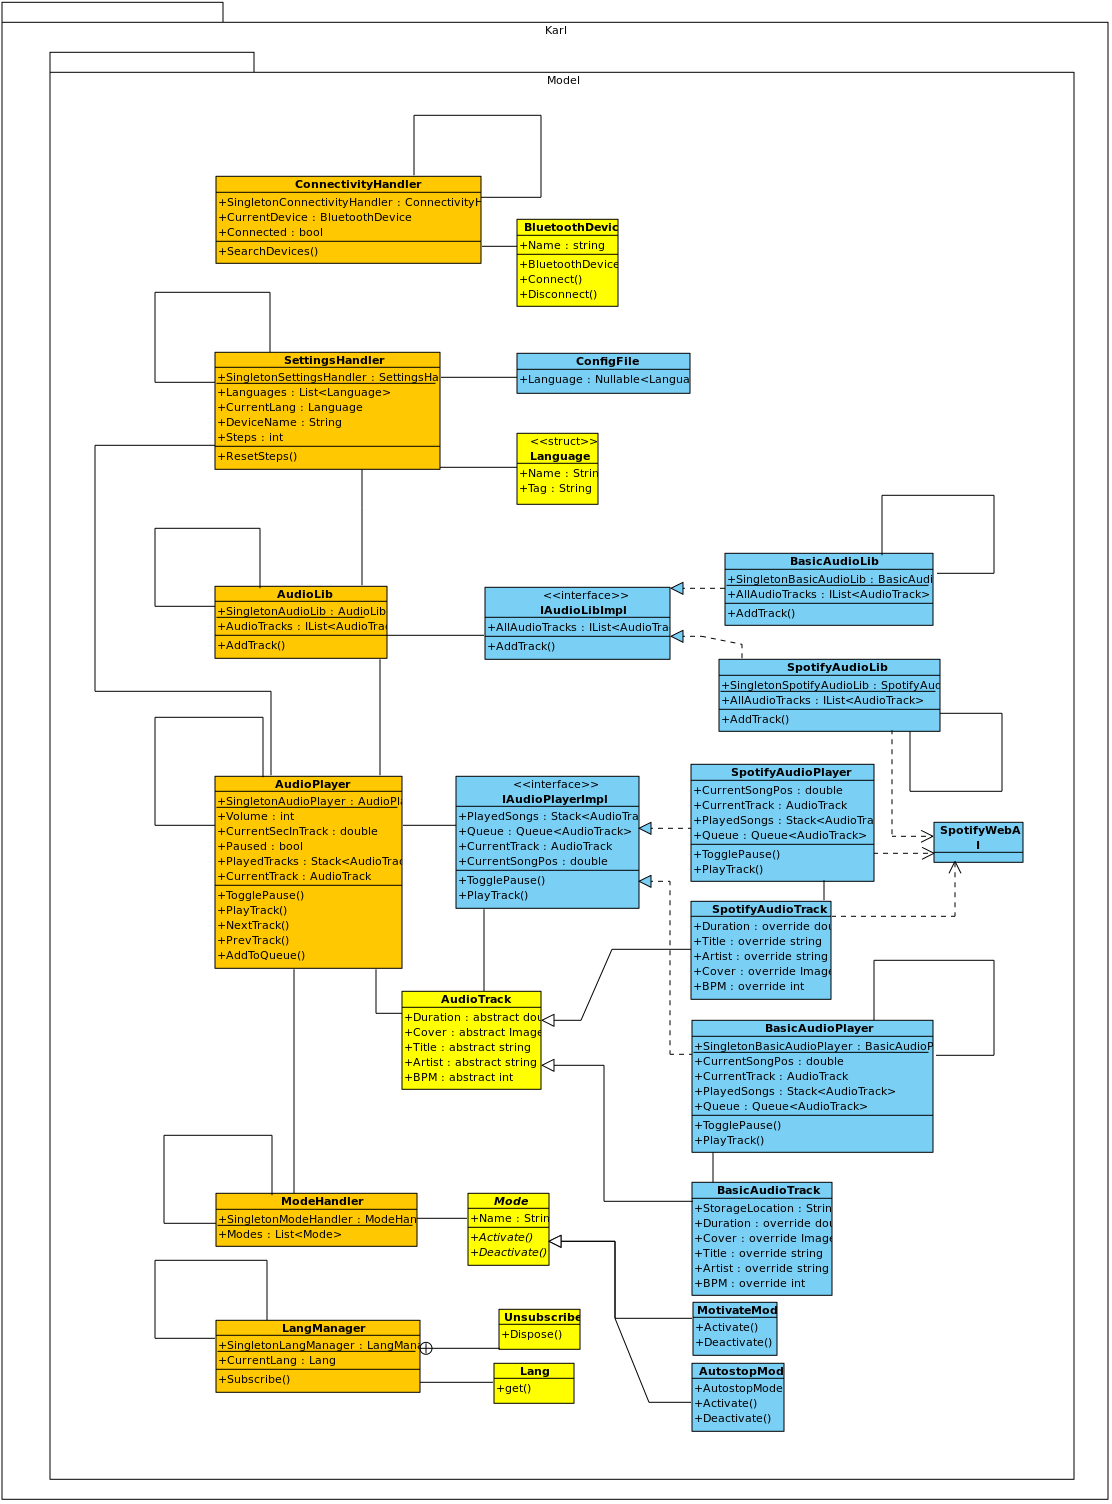 Karl
Model
ConnectivityHandler
+SingletonConnectivityHandler : ConnectivityH
+CurrentDevice : BluetoothDevice
+Connected : bool
+SearchDevices()
BluetoothDevic
+Name : string
+BluetoothDevice
+Connect()
+Disconnect()
SettingsHandler
+SingletonSettingsHandler : SettingsHa
+Languages : List<Language>
+CurrentLang : Language
+DeviceName : String
+Steps : int
+ResetSteps()
ConfigFile
+Language : Nullable<Langua
<<struct>>
Language
+Name : Strin
+Tag : String
AudioLib
+SingletonAudioLib : AudioLib
+AudioTracks : IList<AudioTrac
+AddTrack()
<<interface>>
IAudioLibImpl
+AllAudioTracks : IList<AudioTra
+AddTrack()
BasicAudioLib
+SingletonBasicAudioLib : BasicAudi
+AllAudioTracks : IList<AudioTrack>
+AddTrack()
SpotifyAudioLib
+SingletonSpotifyAudioLib : SpotifyAud
+AllAudioTracks : IList<AudioTrack>
+AddTrack()
AudioPlayer
+SingletonAudioPlayer : AudioPla
+Volume : int
+CurrentSecInTrack : double
+Paused : bool
+PlayedTracks : Stack<AudioTrac
+CurrentTrack : AudioTrack
+TogglePause()
+PlayTrack()
+NextTrack()
+PrevTrack()
+AddToQueue()
<<interface>>
IAudioPlayerImpl
+PlayedSongs : Stack<AudioTra
+Queue : Queue<AudioTrack>
+CurrentTrack : AudioTrack
+CurrentSongPos : double
+TogglePause()
+PlayTrack()
SpotifyAudioPlayer
+CurrentSongPos : double
+CurrentTrack : AudioTrack
+PlayedSongs : Stack<AudioTra
+Queue : Queue<AudioTrack>
+TogglePause()
+PlayTrack()
SpotifyWebA
I
SpotifyAudioTrack
+Duration : override dou
+Title : override string
+Artist : override string
+Cover : override Image
+BPM : override int
AudioTrack
+Duration : abstract dou
+Cover : abstract Image
+Title : abstract string
+Artist : abstract string
+BPM : abstract int
BasicAudioPlayer
+SingletonBasicAudioPlayer : BasicAudioP
+CurrentSongPos : double
+CurrentTrack : AudioTrack
+PlayedSongs : Stack<AudioTrack>
+Queue : Queue<AudioTrack>
+TogglePause()
+PlayTrack()
ModeHandler
+SingletonModeHandler : ModeHan
+Modes : List<Mode>
Mode
+Name : Strin
+Activate()
+Deactivate()
BasicAudioTrack
+StorageLocation : Strin
+Duration : override dou
+Cover : override Image
+Title : override string
+Artist : override string
+BPM : override int
MotivateMod
+Activate()
+Deactivate()
LangManager
+SingletonLangManager : LangMana
+CurrentLang : Lang
+Subscribe()
Unsubscribe
+Dispose()
Lang
+get()
AutostopMod
+AutostopMode
+Activate()
+Deactivate()